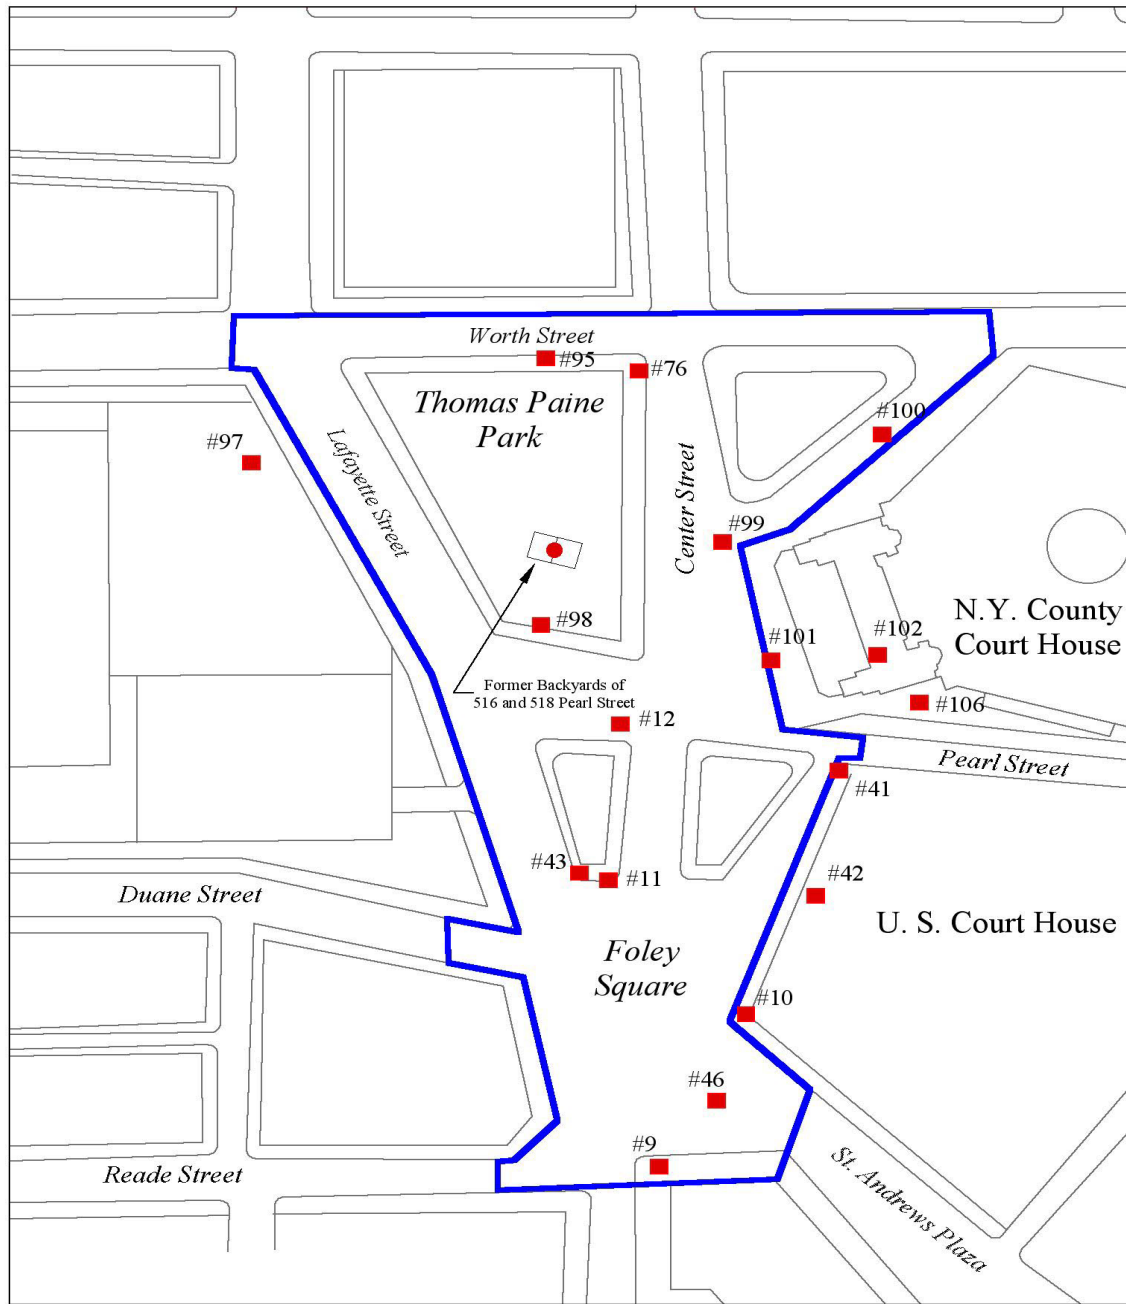 Worth Street
#95
#76
Thomas Paine
Park
#100
#97
Lafayette Street
Center Street
#99
#98
#101
#102
N.Y. County
Court House
Former Backyards of
516 and 518 Pearl Street
#106
#12
Pearl Street
#41
#43
#11
#42
Duane Street
U. S. Court House
Foley
Square
#10
#46
#9
Reade Street
St. Andrews Plaza